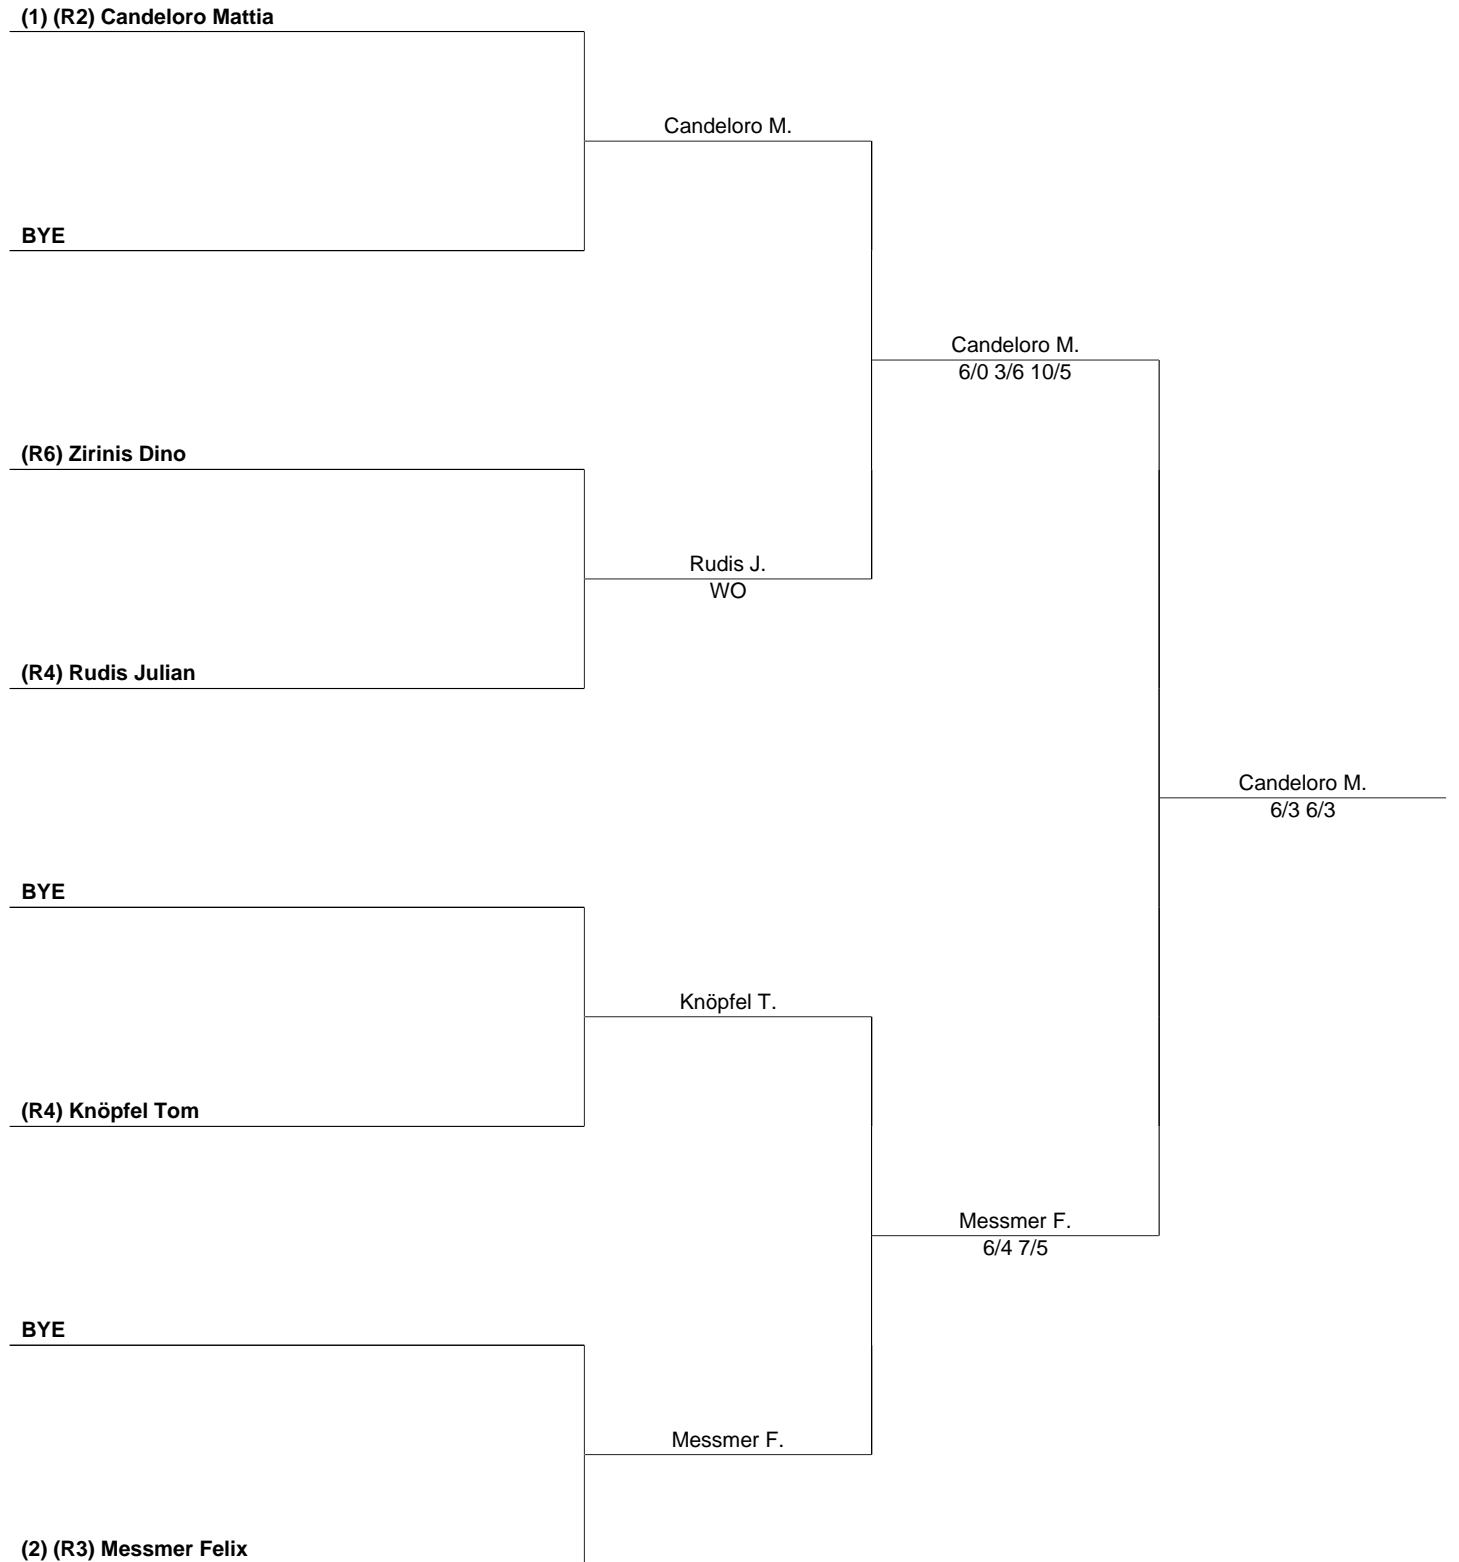 (1) (R2) Candeloro Mattia
Candeloro M.
BYE
Candeloro M.
6/0 3/6 10/5
(R6) Zirinis Dino
Rudis J.
WO
(R4) Rudis Julian
Candeloro M.
6/3 6/3
BYE
Knöpfel T.
(R4) Knöpfel Tom
Messmer F.
6/4 7/5
BYE
Messmer F.
(2) (R3) Messmer Felix